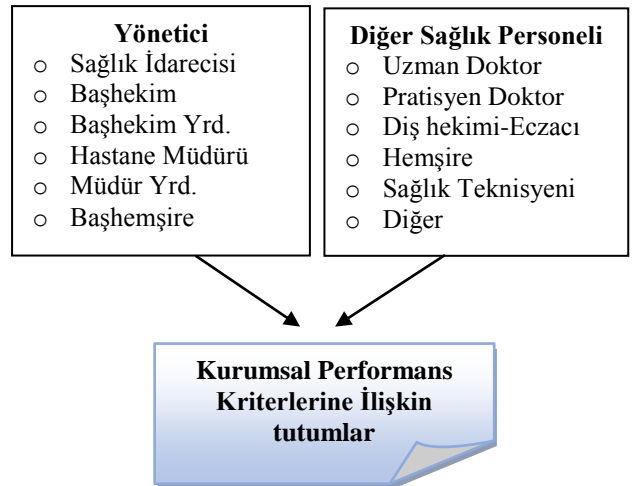 Yönetici
o Sağlık İdarecisi
o Başhekim
o Başhekim Yrd.
o Hastane Müdürü
o Müdür Yrd.
o Başhemşire
Diğer Sağlık Personeli
o Uzman Doktor
o Pratisyen Doktor
o Diş hekimi-Eczacı
o Hemşire
o Sağlık Teknisyeni
o Diğer
Kurumsal Performans
Kriterlerine İlişkin
tutumlar